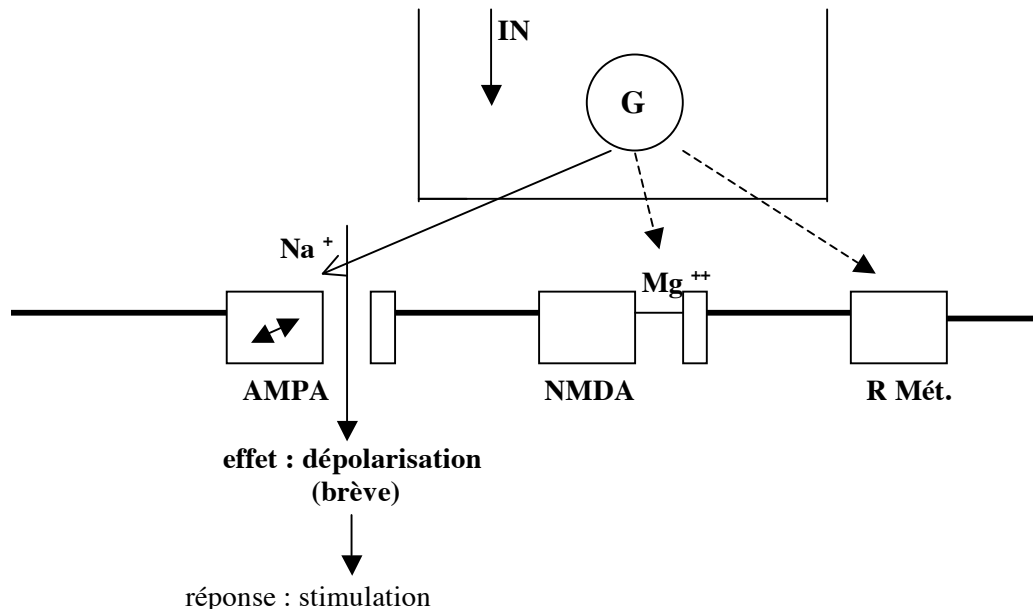 IN
G
Na +
Mg ++
AMPA
NMDA
R Mét.
effet : dépolarisation
(brève)
réponse : stimulation